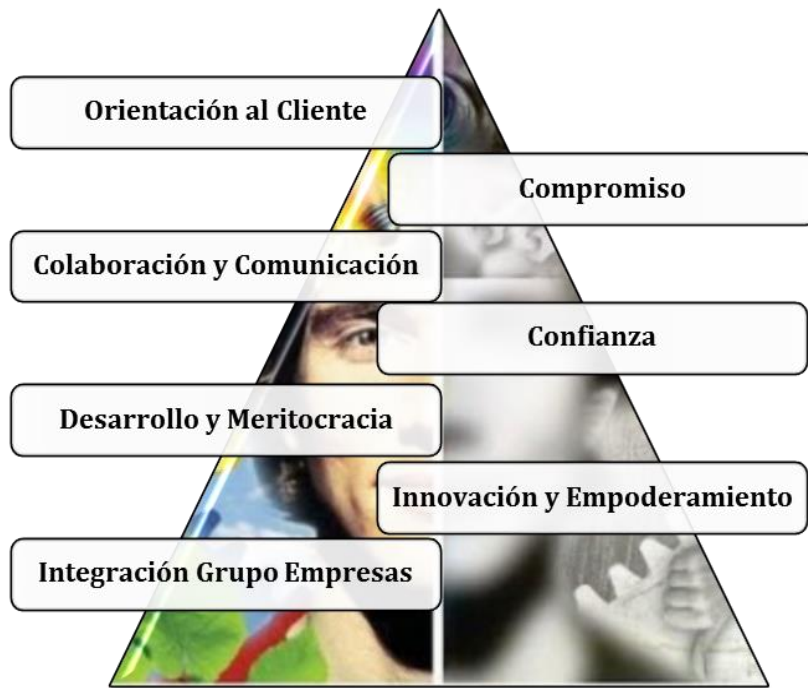 Orientación al Cliente
Compromiso
Colaboración y Comunicación
Confianza
Desarrollo y Meritocracia
Innovación y Empoderamiento
Integración Grupo Empresas